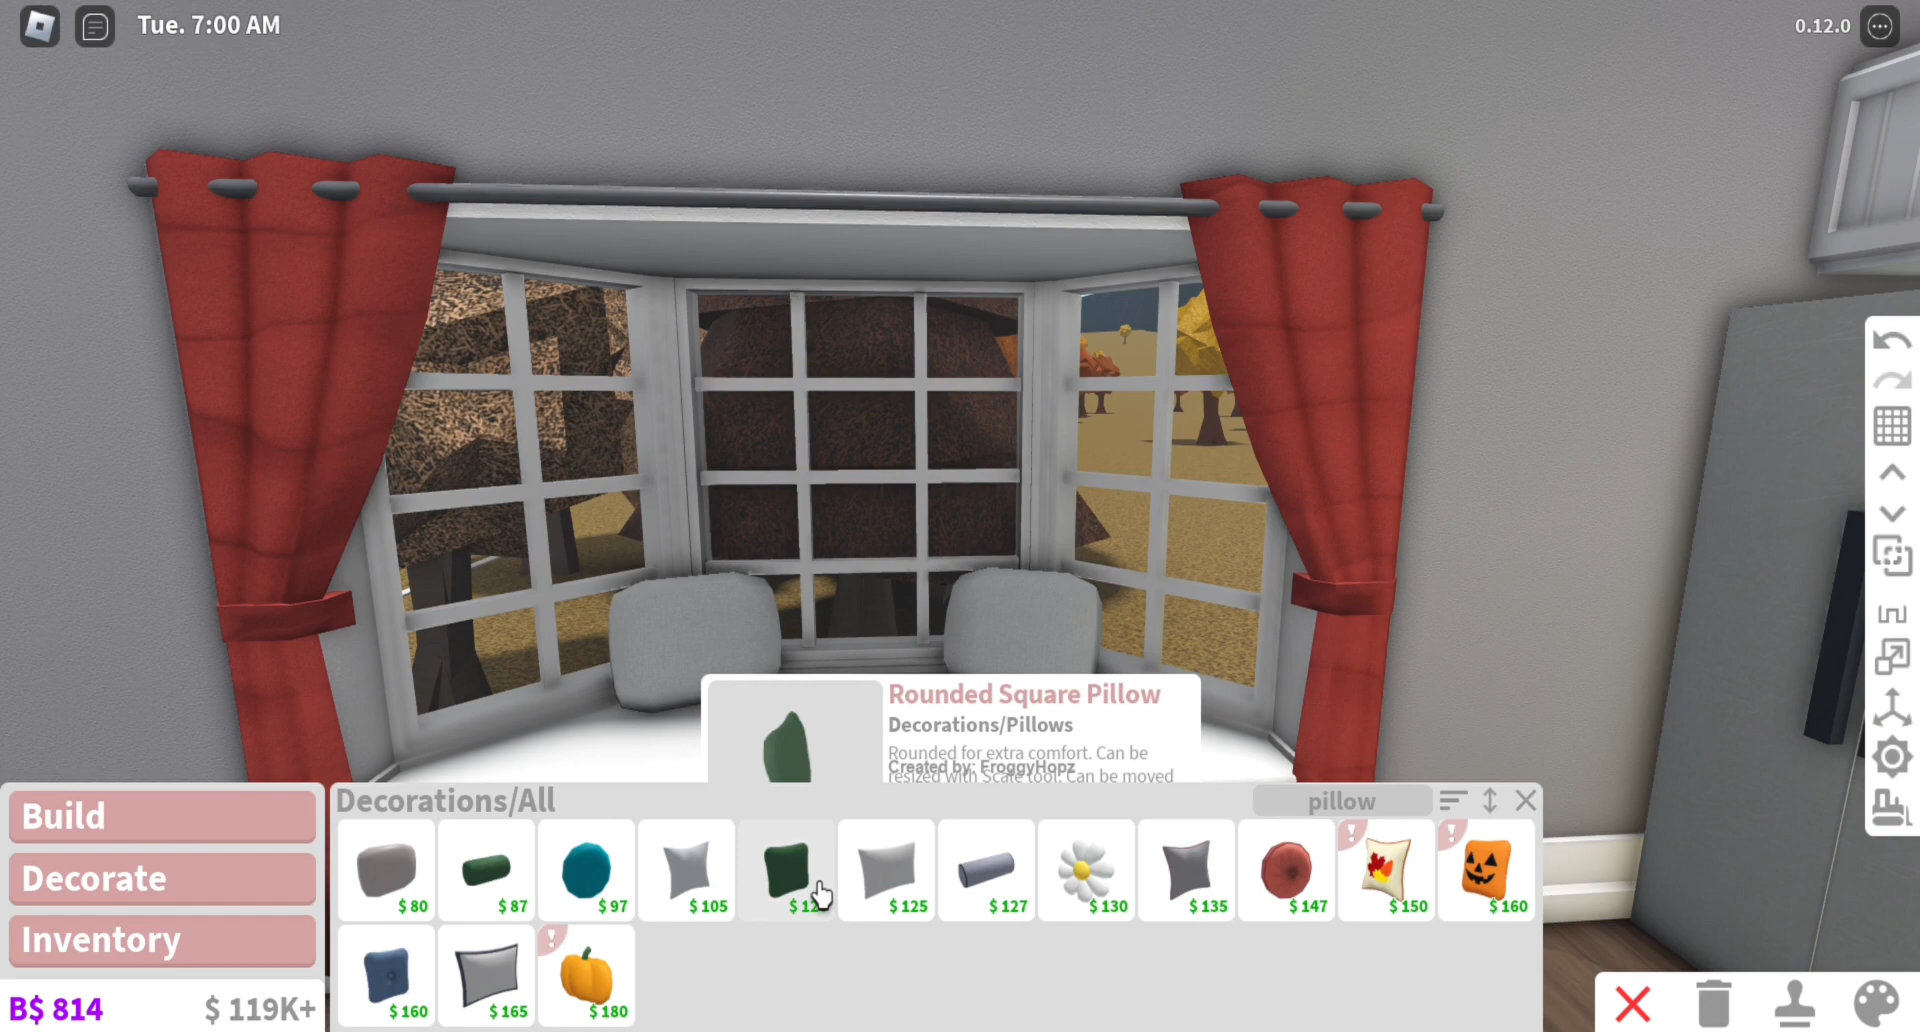 Tue. 7:00 AM
0.12.0
Rounded Square Pillow
Decorations/Pillows
Rounded for extra comfort. Can be
Created by: FroggyHopz
resized with Scale tool. Can be moved
Build
Decorate
Inventory
B$ 814
$ 119K+
Decorations/All
pillow
$ 80
$ 87
$ 97
$ 105
$ 125
$ 127
$ 130
$ 135
$ 147
! $ 150
! $ 160
$ 160
$ 165
! $ 180